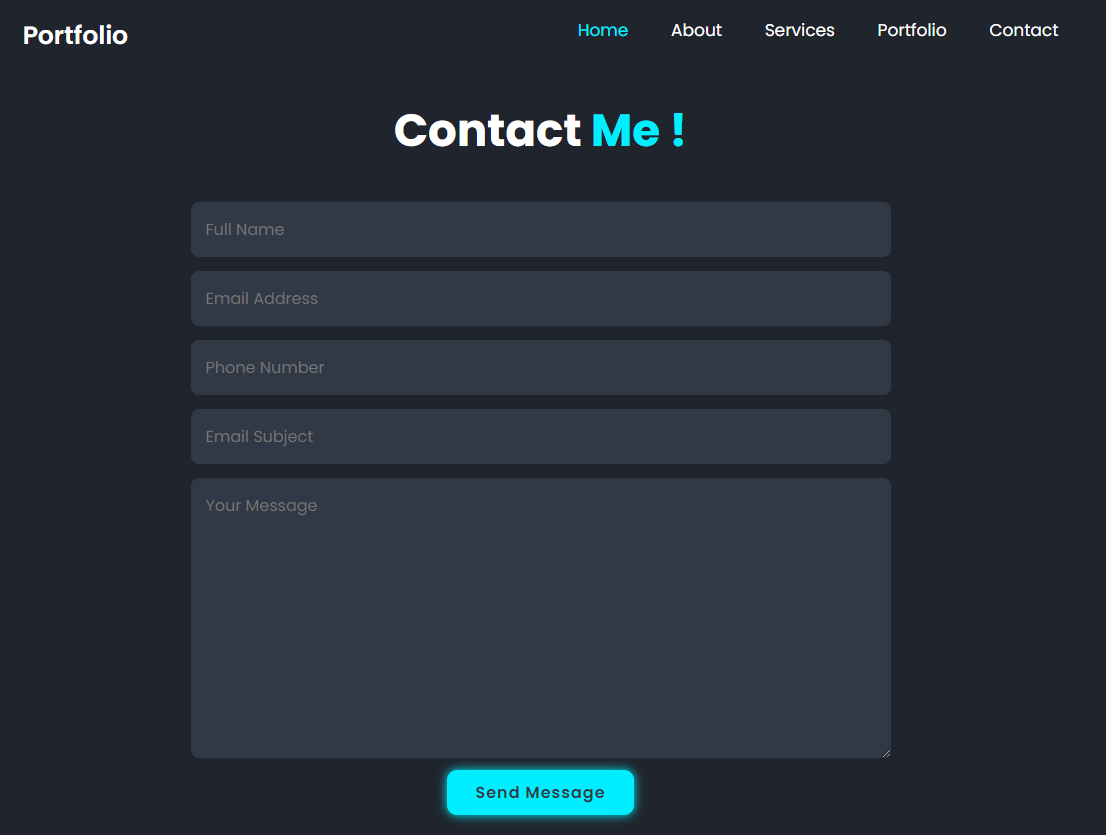 Portfolio
Home About Services Portfolio Contact
Contact Me !
Full Name
Email Address
Phone Number
Email Subject
Your Message
Send Message